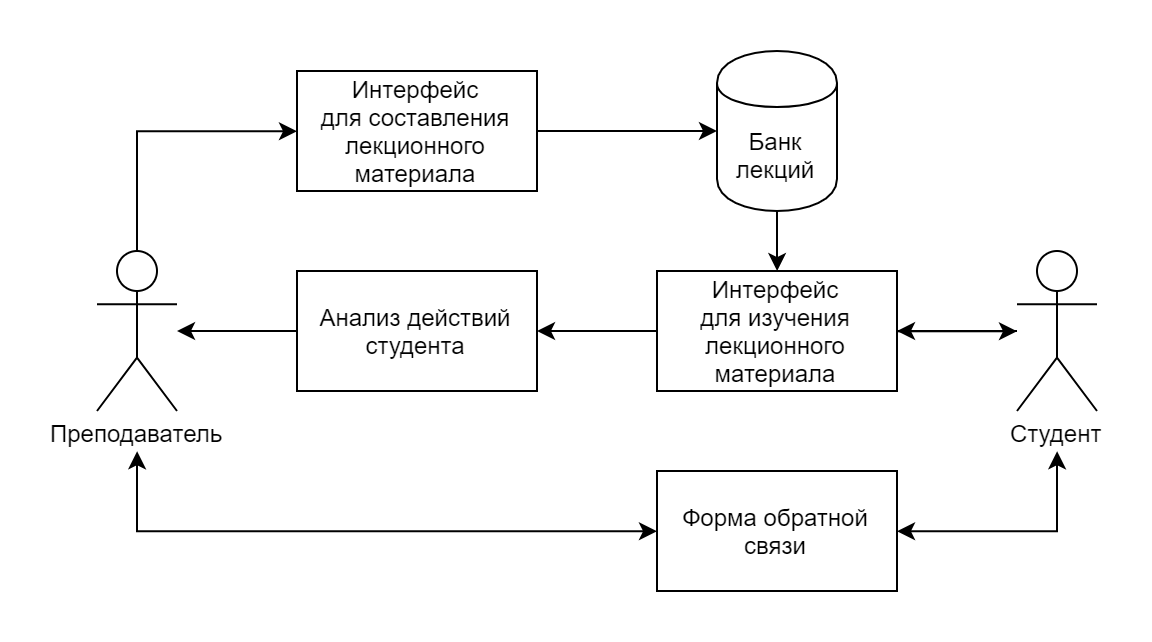 Интерфейс
для составления
лекционного
материала
Банк
лекций
Анализ действий
студента
Интерфейс
для изучения
лекционного
материала
Преподаватель
Студент
Форма обратной
связи